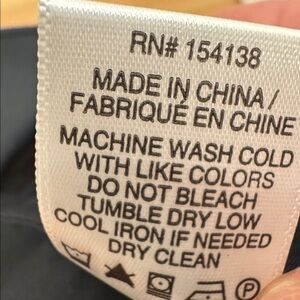 RN# 154138
MADE IN CHINA /
FABRIQUÉ EN CHINE
MACHINE WASH COLD
WITH LIKE COLORS
DO NOT BLEACH
TUMBLE DRY LOW
COOL IRON IF NEEDED
DRY CLEAN
P